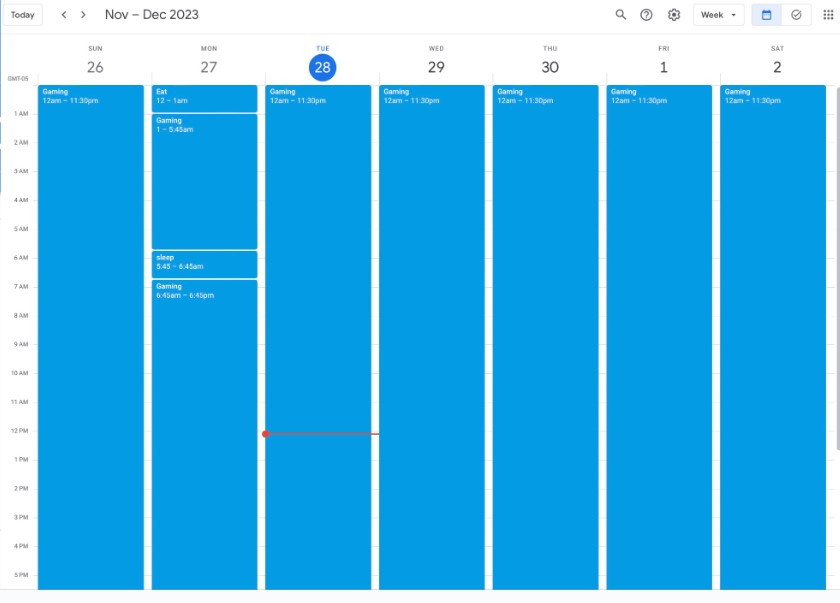 Today
Nov – Dec 2023
Week
SUN
26
MON
27
TUE
28
WED
29
THU
30
FRI
1
SAT
2
GMT-05
1 AM
2 AM
3 AM
4 AM
5 AM
6 AM
7 AM
8 AM
9 AM
10 AM
11 AM
12 PM
1 PM
2 PM
3 PM
4 PM
5 PM
Gaming
12am – 11:30pm
Eat
12 – 1am
Gaming
1 – 5:45am
sleep
5:45 – 6:45am
Gaming
6:45am – 6:45pm
Gaming
12am – 11:30pm
Gaming
12am – 11:30pm
Gaming
12am – 11:30pm
Gaming
12am – 11:30pm
Gaming
12am – 11:30pm